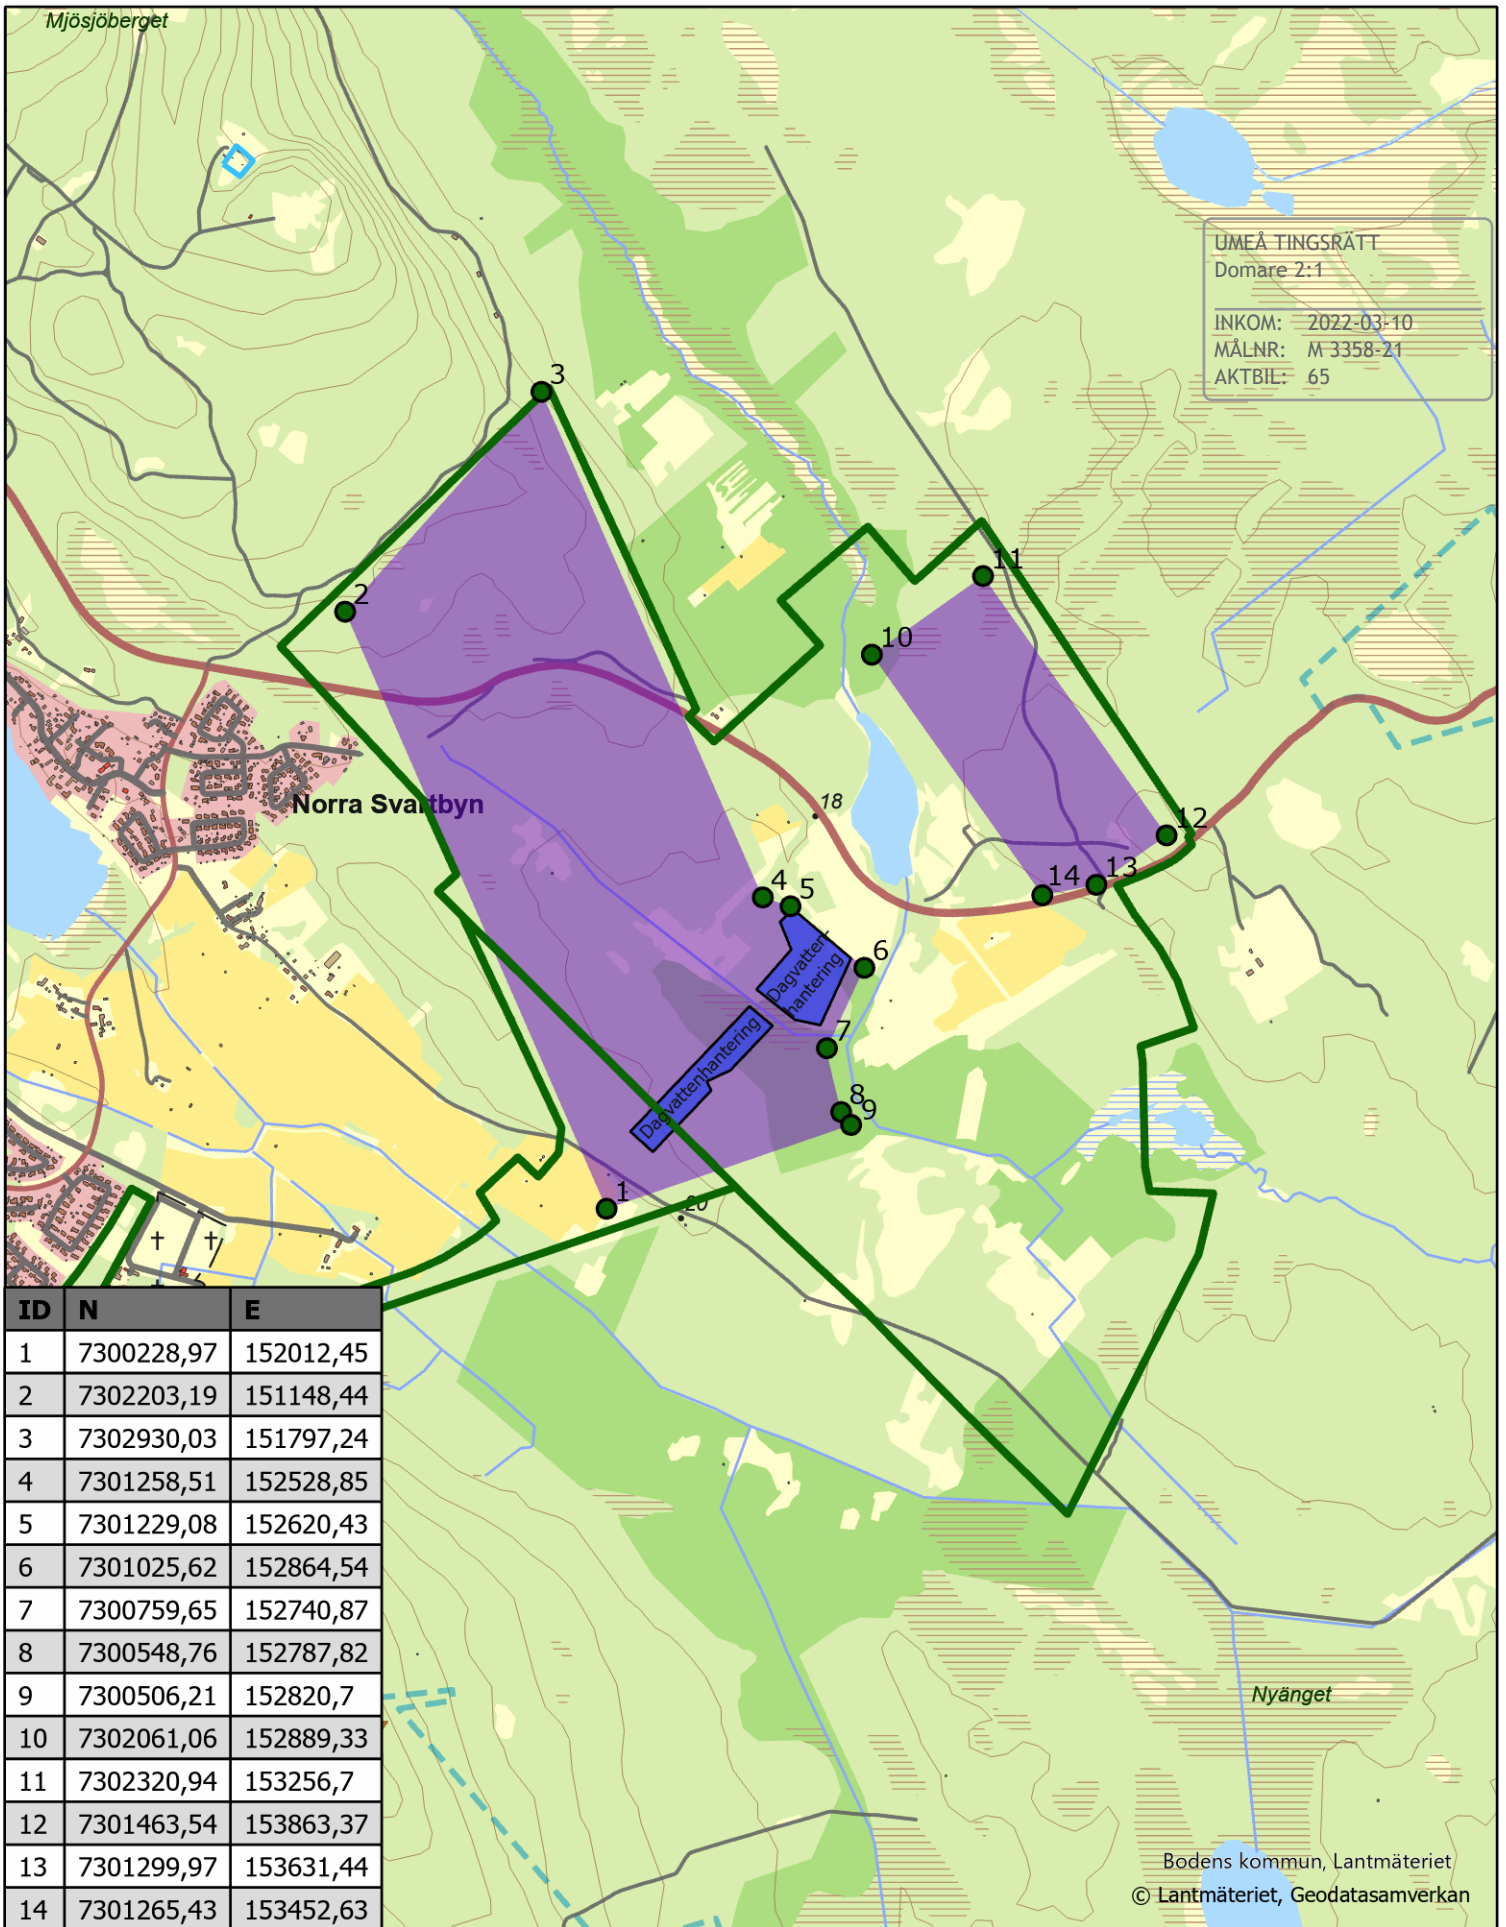 Mjösjöberget
UMEÅ TINGSRÄTT
Domare 2:1
INKOM: 2022-03-10
MÅLNR: M 3358-21
AKTBIL: 65
3
2
11
10
Norra Svartbyn
18
12
13
14
4
5
6
Dagvatten-
hantering
7
Dagvattenhantering
8
9
1
20
ID N E
1 7300228,97 152012,45
2 7302203,19 151148,44
3 7302930,03 151797,24
4 7301258,51 152528,85
5 7301229,08 152620,43
6 7301025,62 152864,54
7 7300759,65 152740,87
8 7300548,76 152787,82
9 7300506,21 152820,7
10 7302061,06 152889,33
11 7302320,94 153256,7
12 7301463,54 153863,37
13 7301299,97 153631,44
14 7301265,43 153452,63
Nyänget
Bodens kommun, Lantmäteriet
© Lantmäteriet, Geodatasamverkan